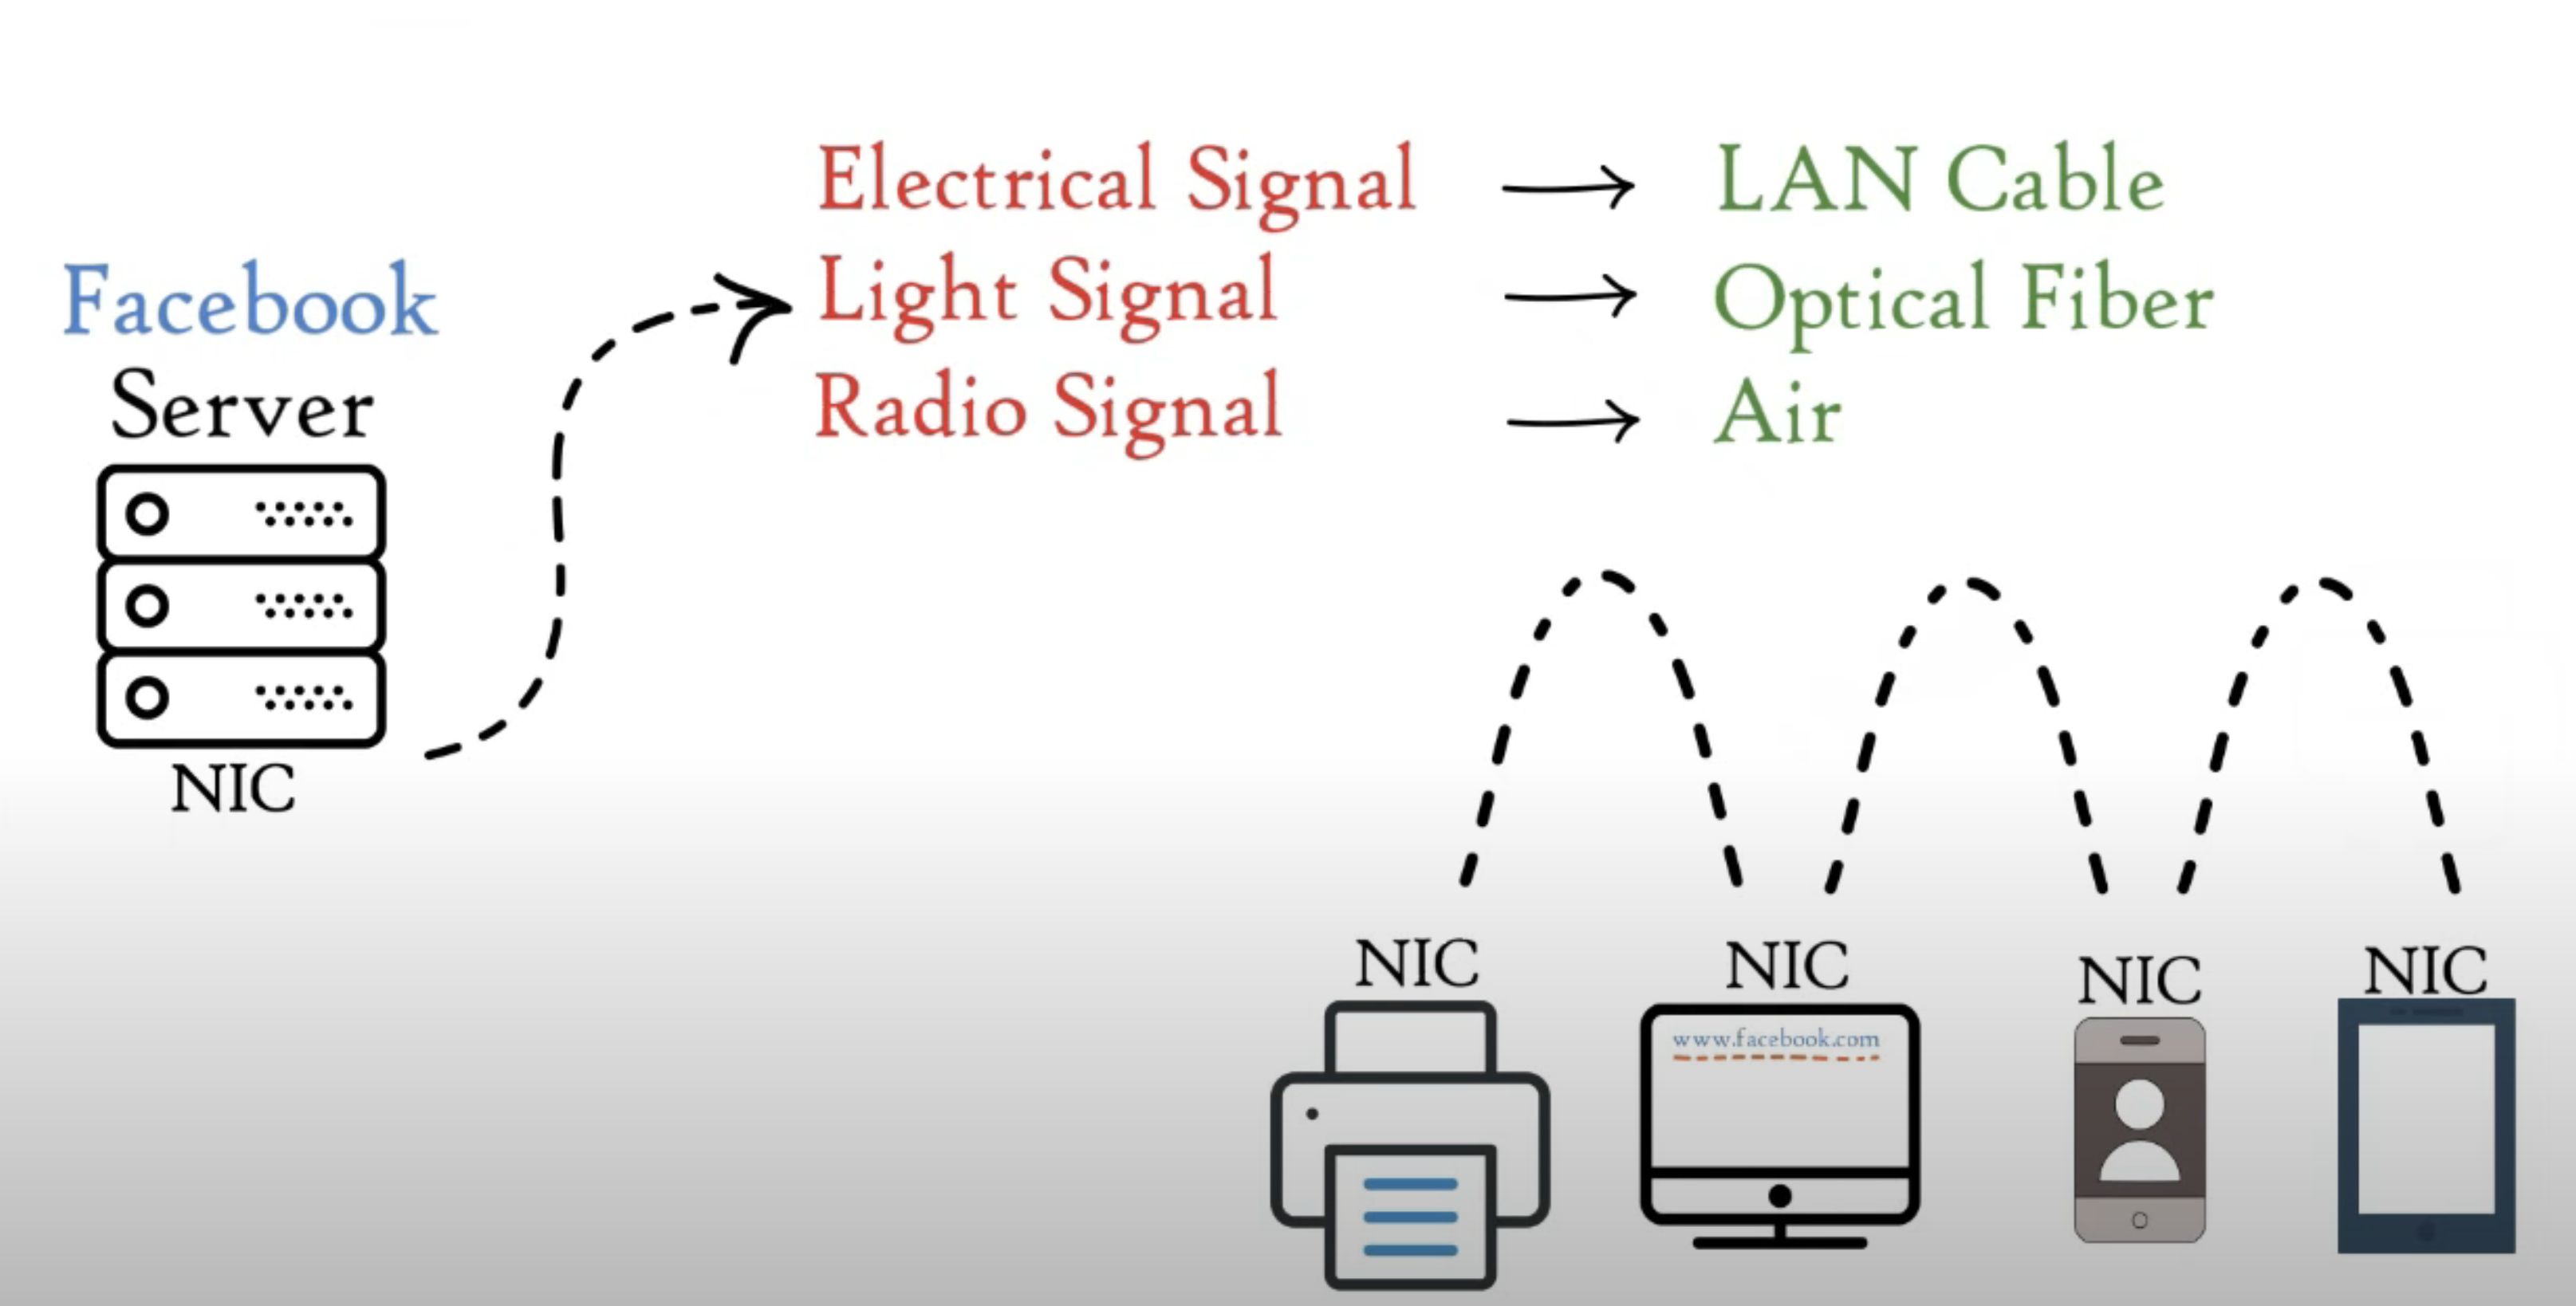 Facebook
Server
NIC
Electrical Signal → LAN Cable
Light Signal → Optical Fiber
Radio Signal → Air
NIC
NIC
NIC
NIC
www.facebook.com